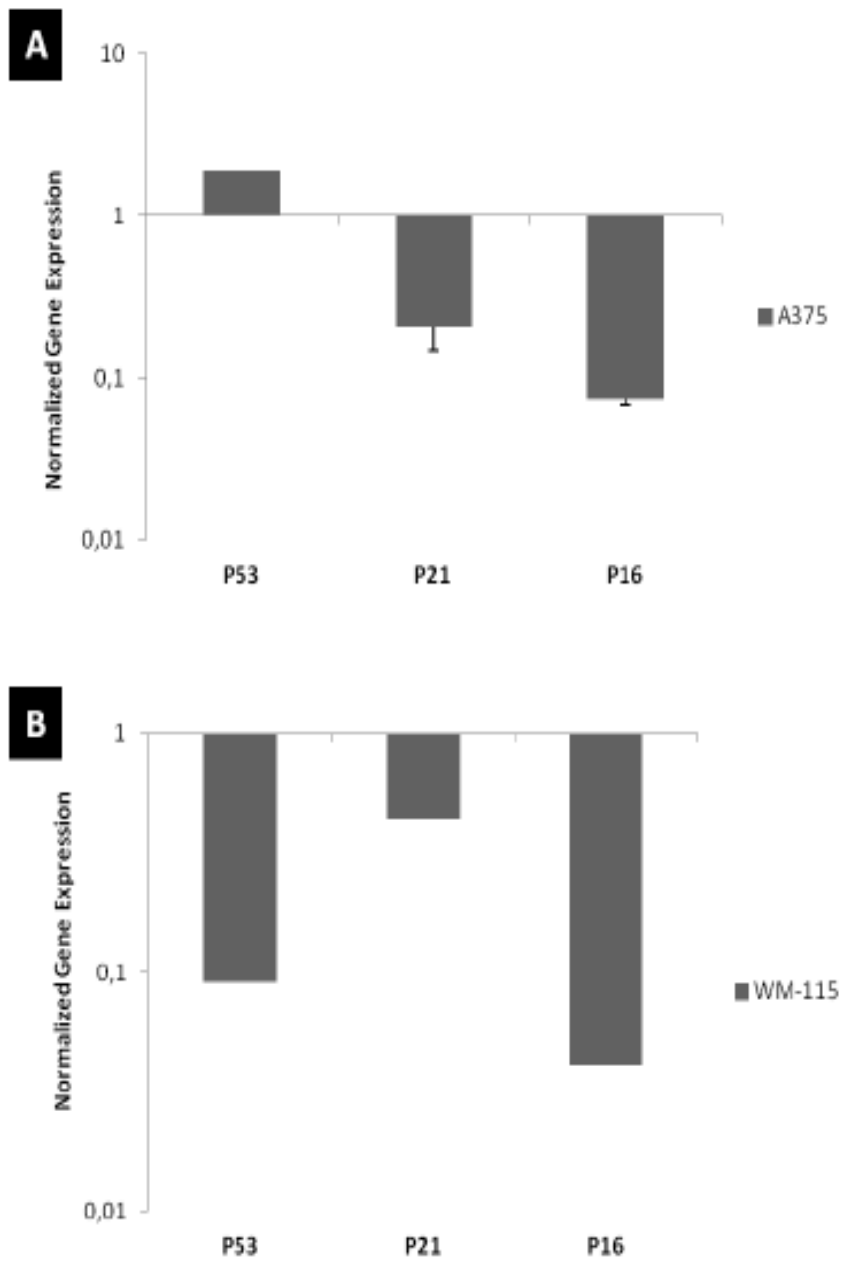 A
10
1
0,1
0,01
Normalized Gene Expression
P53 P21 P16
A375
B
1
0,1
0,01
Normalized Gene Expression
P53 P21 P16
WM-115